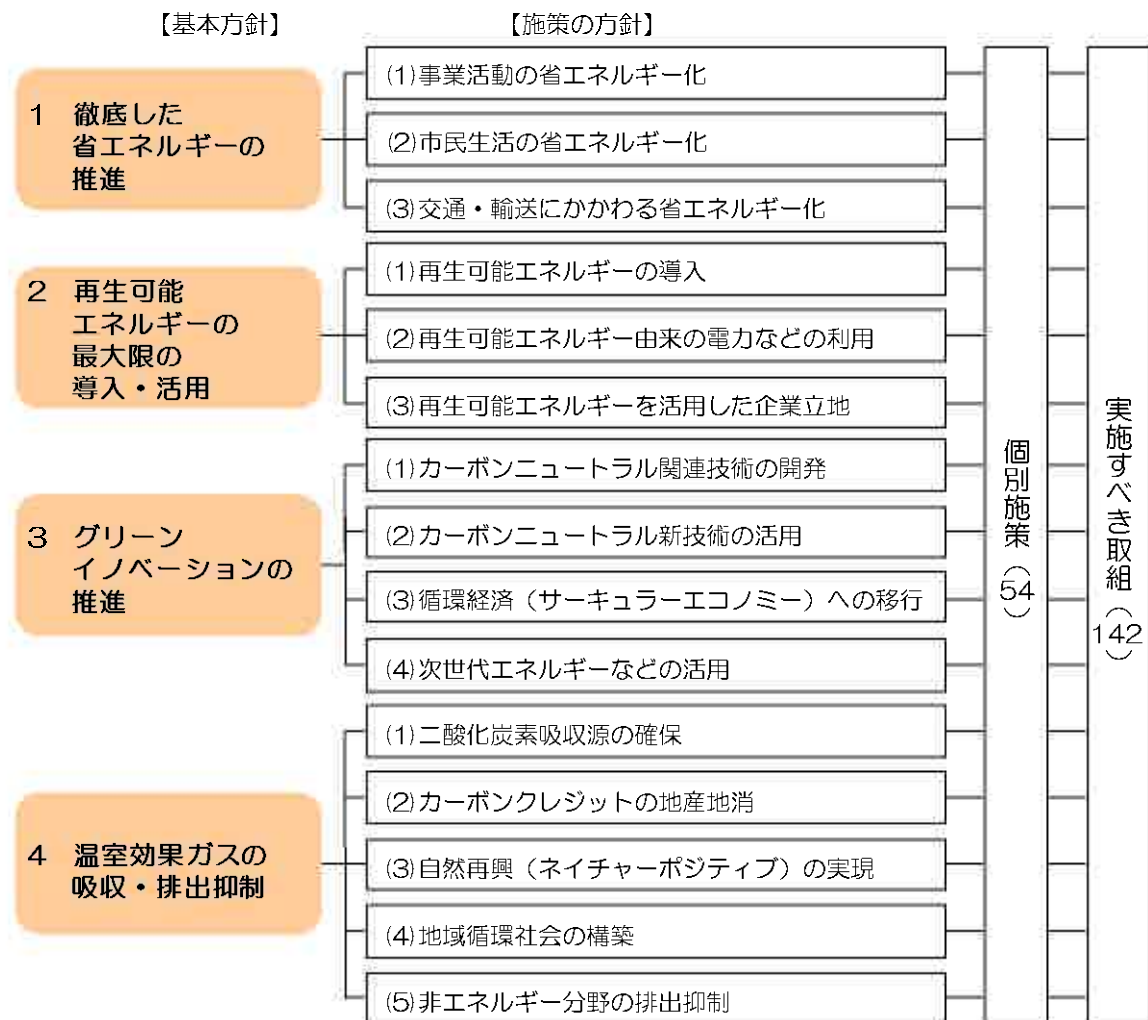 【基本方針】
【施策の方針】
1 徹底した
省エネルギーの
推進
(1)事業活動の省エネルギー化
(2)市民生活の省エネルギー化
(3)交通・輸送にかかわる省エネルギー化
2 再生可能
エネルギーの
最大限の
導入・活用
(1)再生可能エネルギーの導入
(2)再生可能エネルギー由来の電力などの利用
(3)再生可能エネルギーを活用した企業立地
3 グリーン
イノベーションの
推進
(1)カーボンニュートラル関連技術の開発
(2)カーボンニュートラル新技術の活用
(3)循環経済（サーキュラーエコノミー）への移行
(4)次世代エネルギーなどの活用
4 温室効果ガスの
吸収・排出抑制
(1)二酸化炭素吸収源の確保
(2)カーボンクレジットの地産地消
(3)自然再興（ネイチャーポジティブ）の実現
(4)地域循環社会の構築
(5)非エネルギー分野の排出抑制
個別施策（54）
実施すべき取組（142）